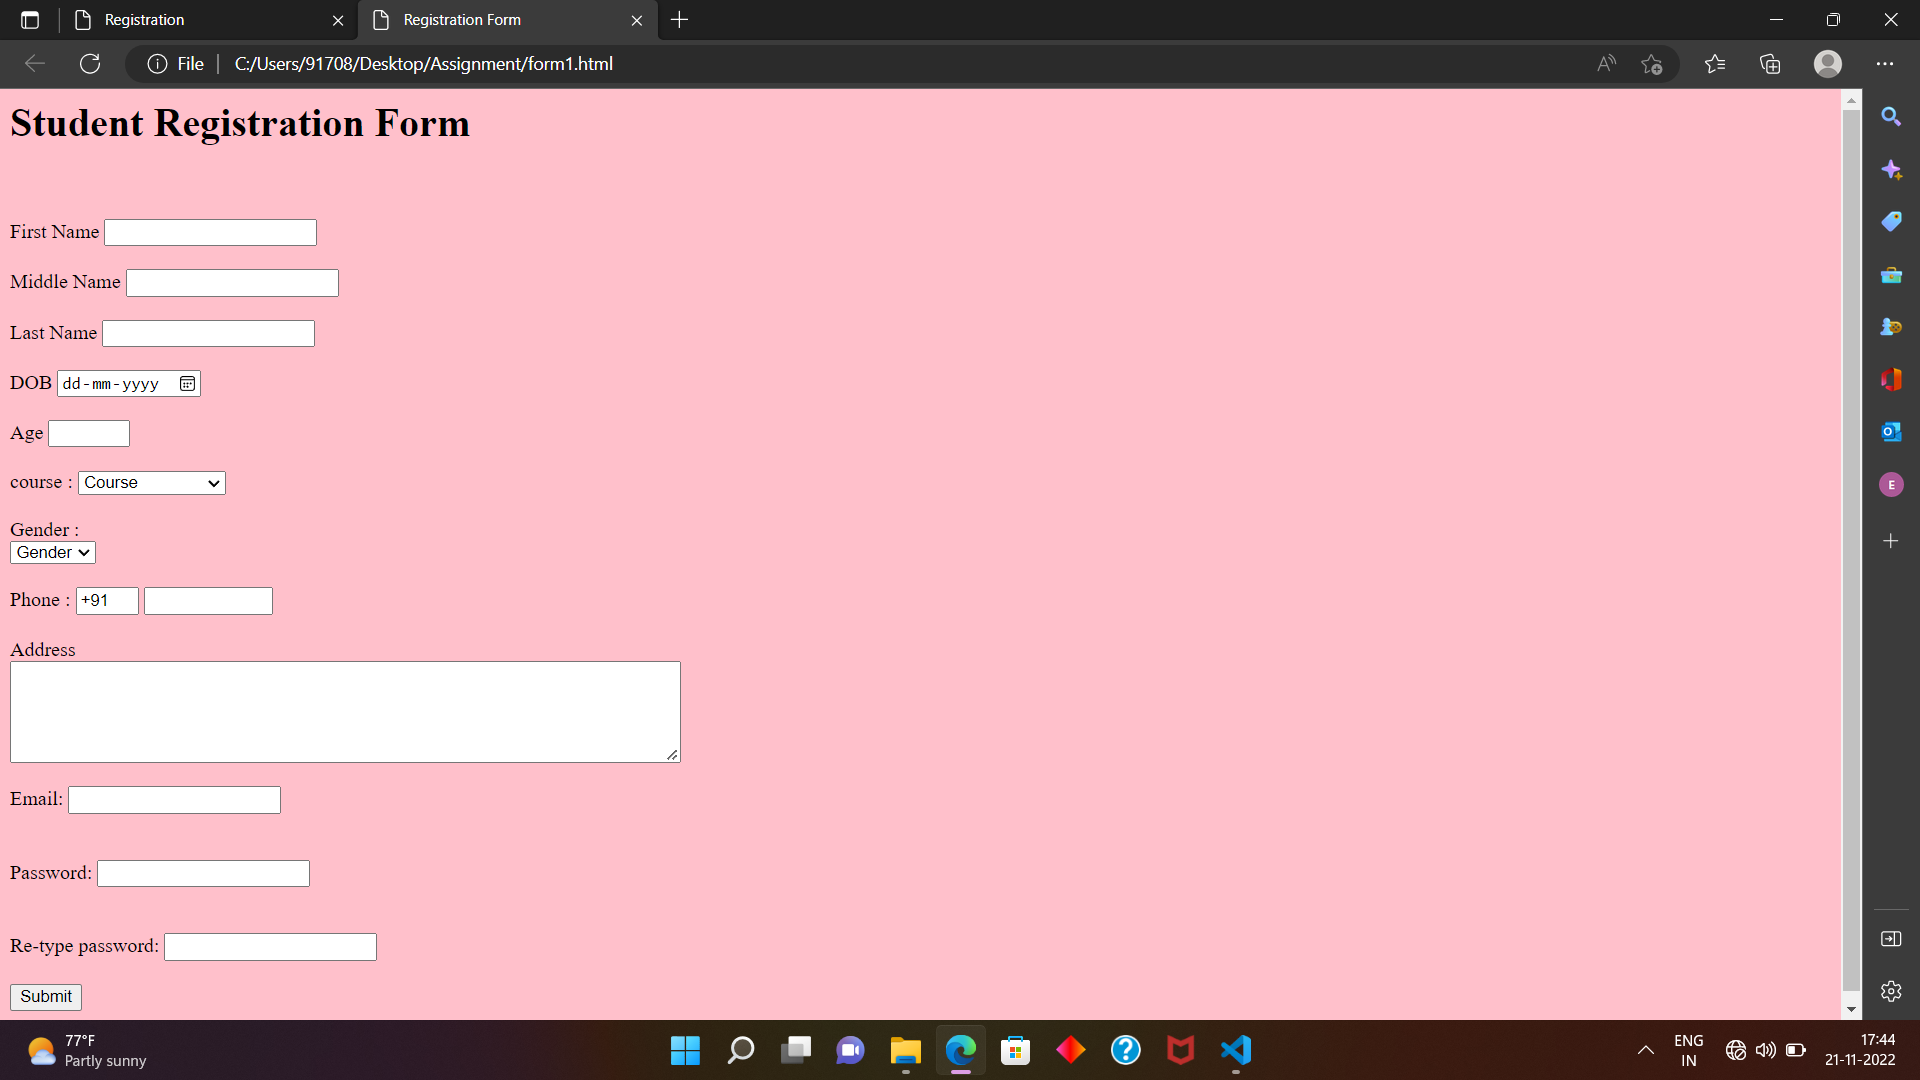 Registration
Registration Form
File
C:/Users/91708/Desktop/Assignment/form1.html
Student Registration Form
First Name
Middle Name
Last Name
DOB dd-mm-yyyy
Age
course : Course
Gender :
Gender
Phone : +91
Address
Email:
Password:
Re-type password:
Submit
E
77°F
Partly sunny
ENG
IN
17:44
21-11-2022